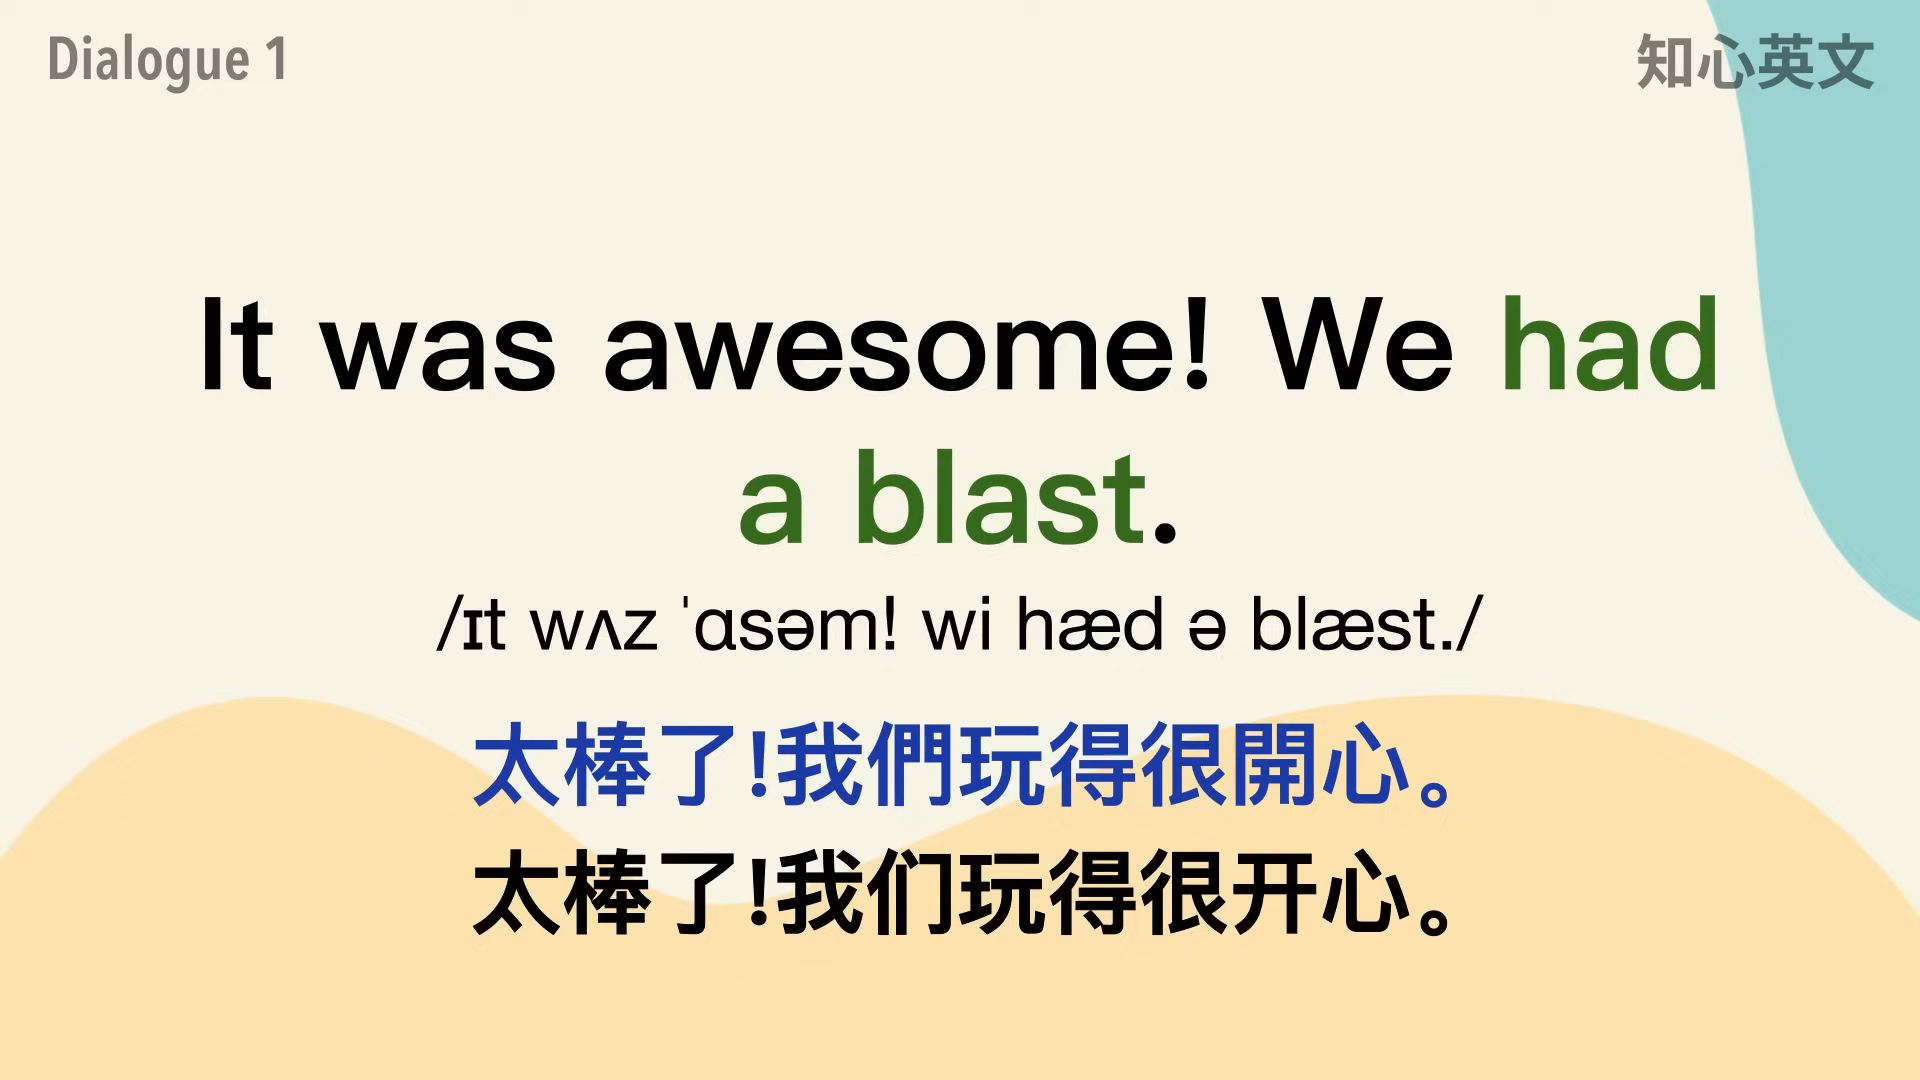 Dialogue 1
知心英文
It was awesome! We had
a blast.
/ɪt wʌz ˈɑsəm! wi hæd ə blæst./
太棒了!我們玩得很開心。
太棒了!我们玩得很开心。